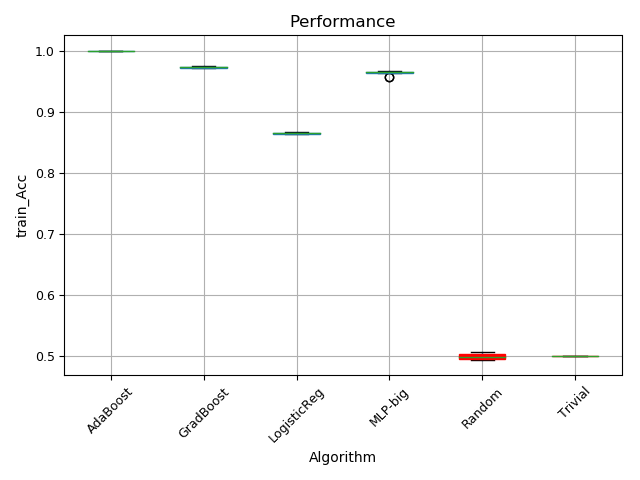 Performance
train_Acc
1.0
0.9
0.8
0.7
0.6
0.5
AdaBoost
GradBoost
LogisticReg
MLP-big
Random
Trivial
Algorithm